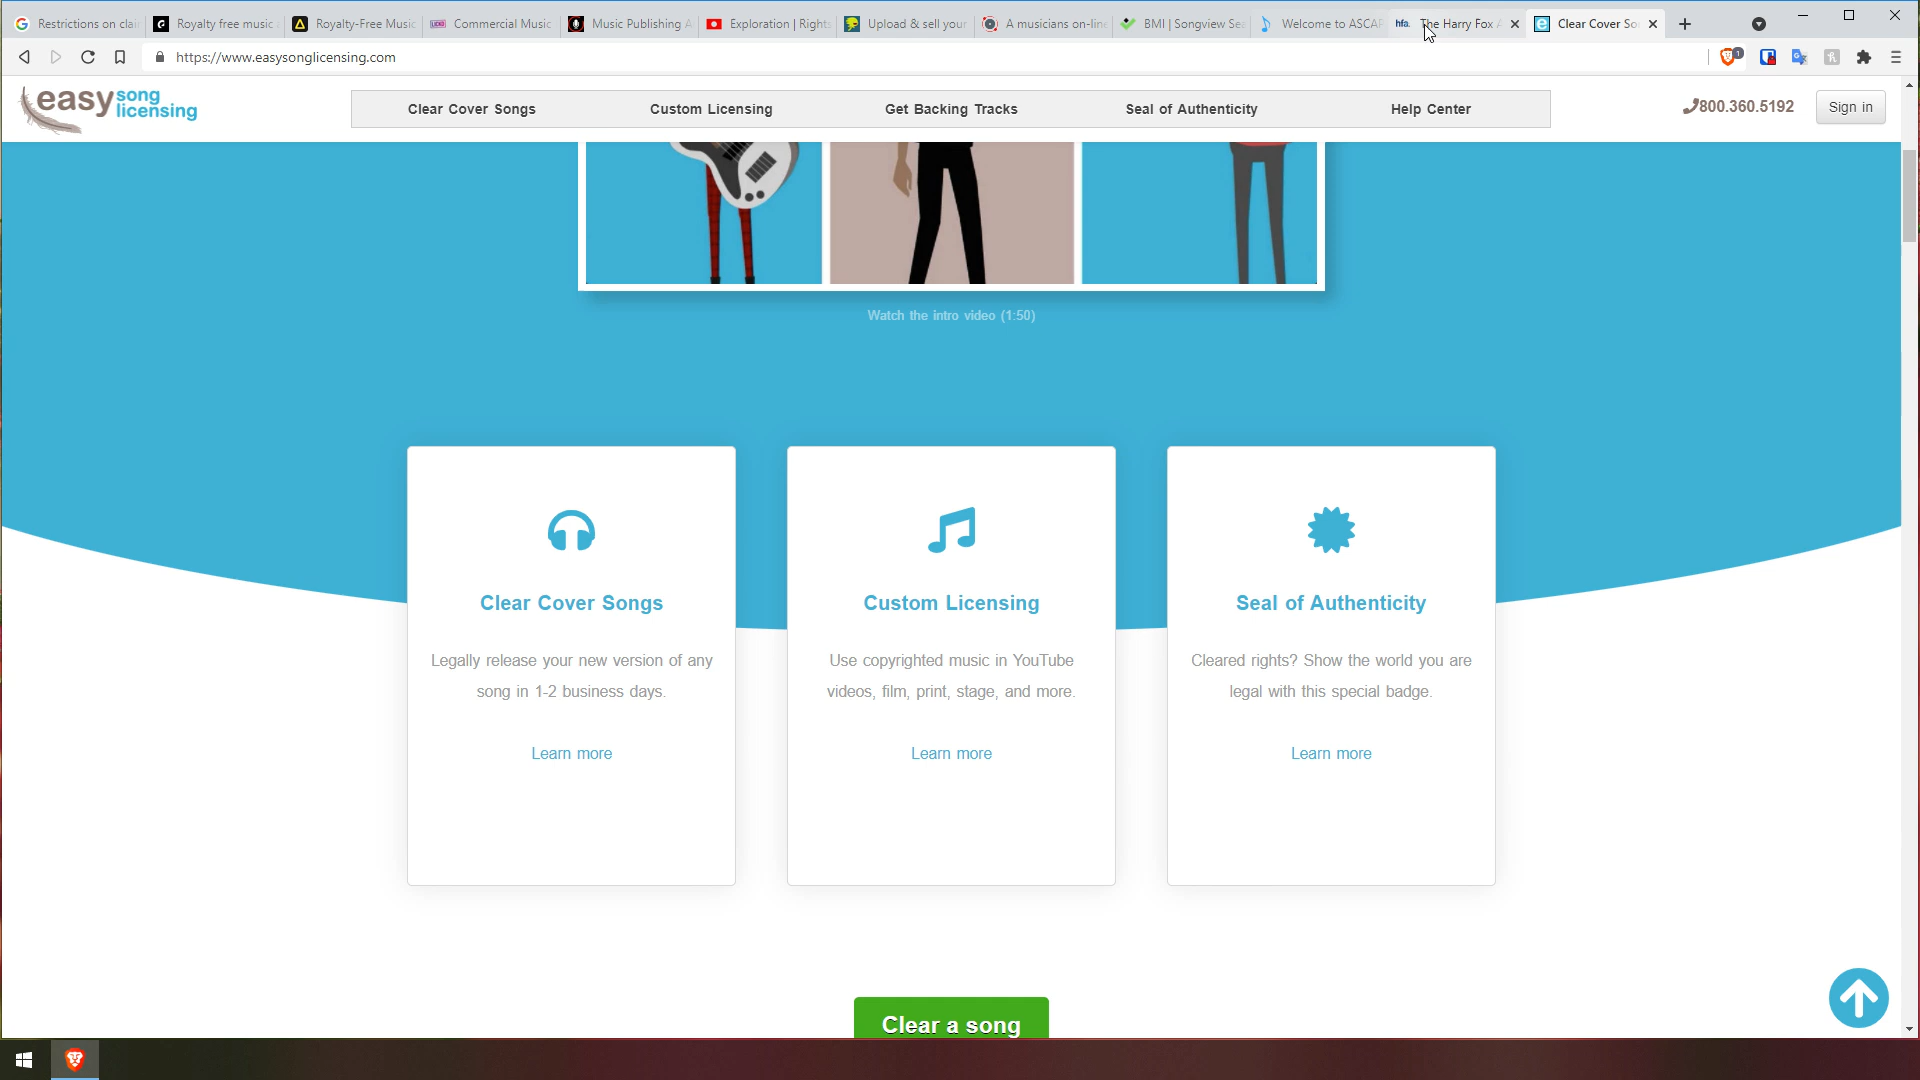 Restrictions on clai
Royalty free music
Royalty-Free Music
Commercial Music
Music Publishing A
Exploration | Rights
Upload & sell your
A musicians on-line
BMI | Songview Sea
Welcome to ASCAP
hfa.
The Harry Fox A
Clear Cover So
https://www.easysonglicensing.com
1
easy song licensing
Clear Cover Songs
Custom Licensing
Get Backing Tracks
Seal of Authenticity
Help Center
800.360.5192
Sign in
Watch the intro video (1:50)
Clear Cover Songs
Legally release your new version of any
song in 1-2 business days.
Learn more
Custom Licensing
Use copyrighted music in YouTube
videos, film, print, stage, and more.
Learn more
Seal of Authenticity
Cleared rights? Show the world you are
legal with this special badge.
Learn more
Clear a song